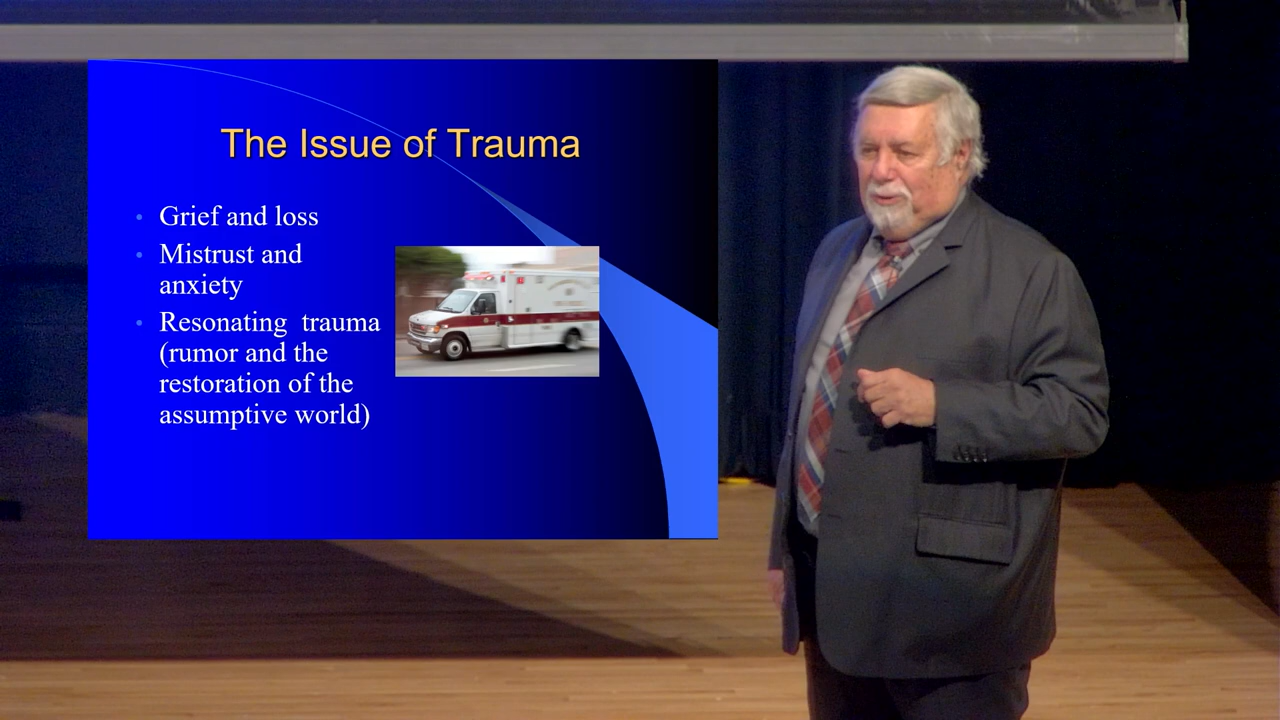 The Issue of Trauma
• Grief and loss
• Mistrust and
anxiety
• Resonating  trauma
(rumor and the
restoration of the
assumptive world)